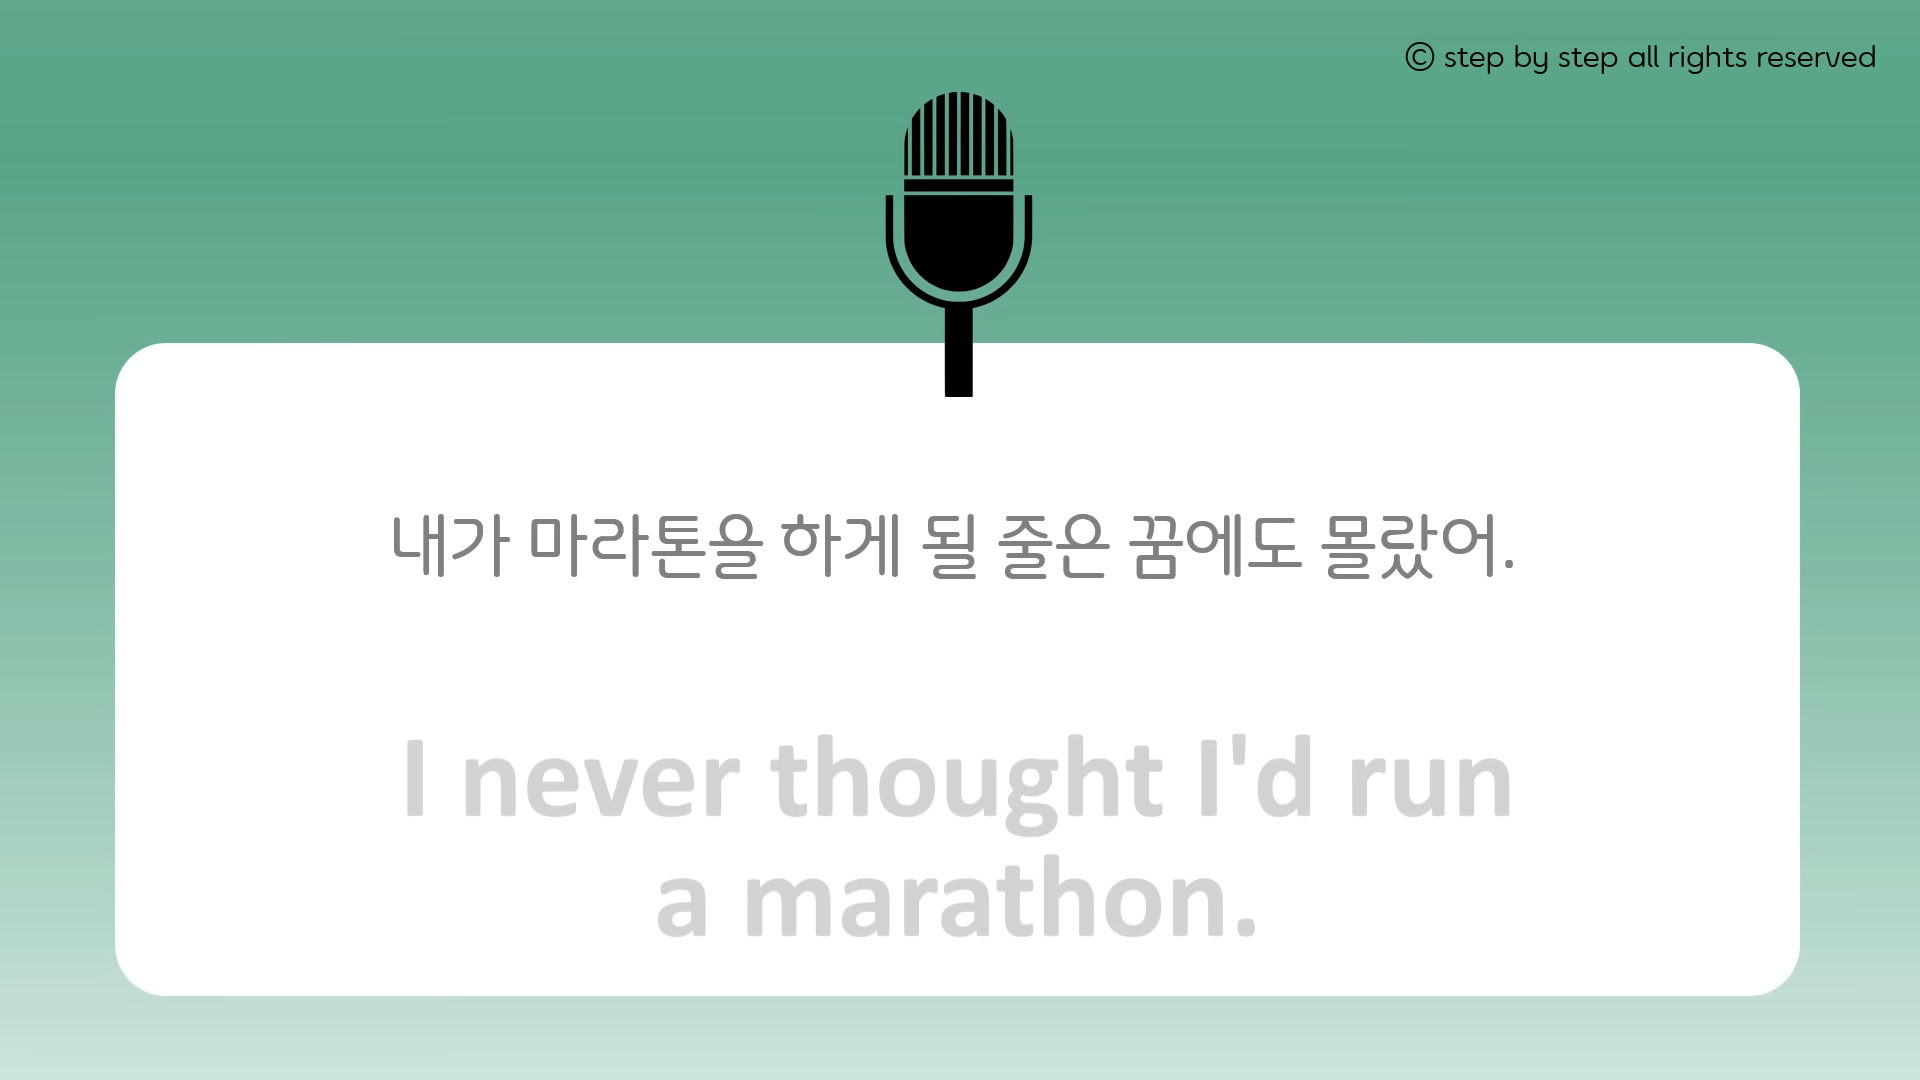 © step by step all rights reserved
내가 마라톤을 하게 될 줄은 꿈에도 몰랐어.
I never thought I'd run
a marathon.